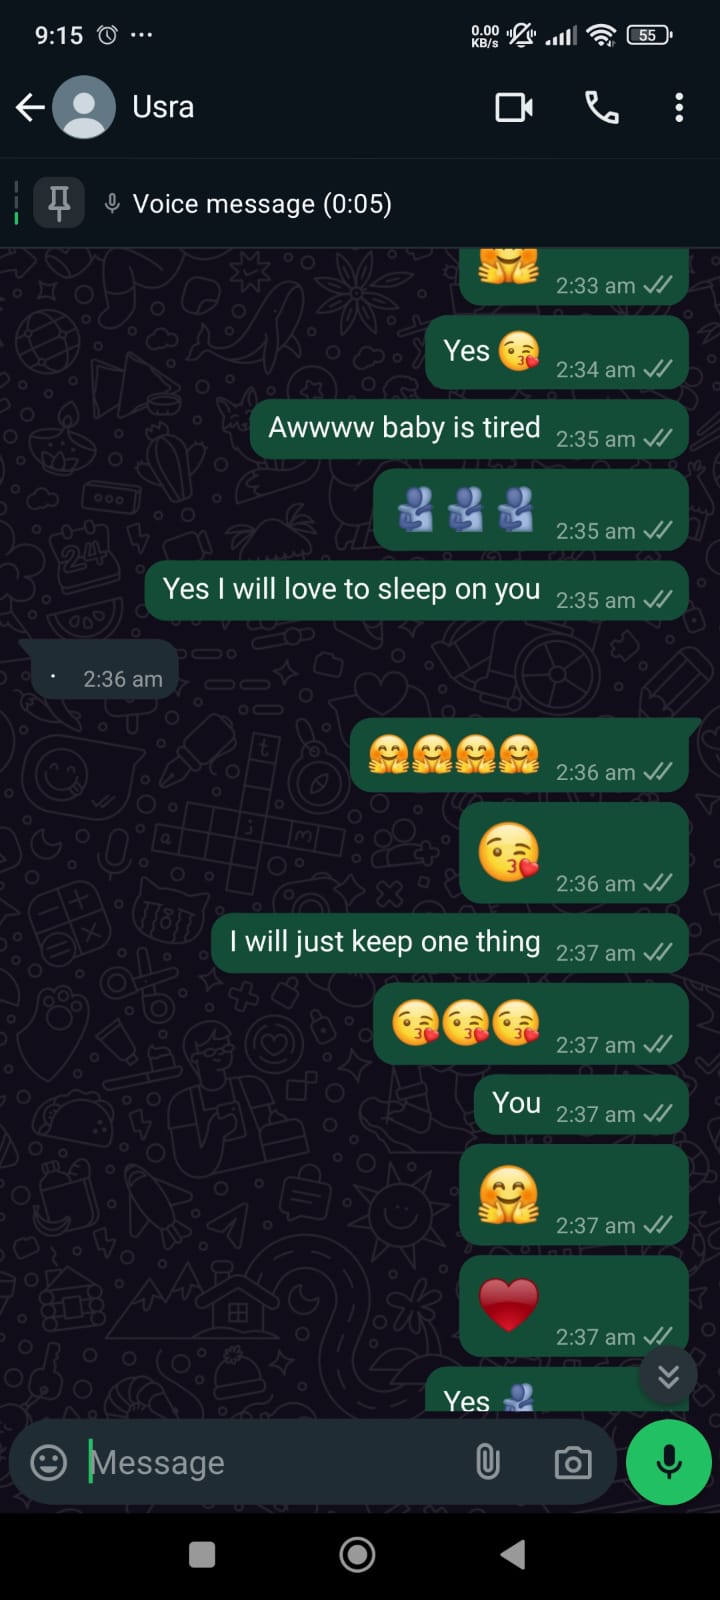 9:15
0.00
KB/s
55
Usra
Voice message (0:05)
🤗 2:33 am
Yes 😘 2:34 am
Awwww baby is tired 2:35 am
🫂 🫂 🫂 2:35 am
Yes I will love to sleep on you 2:35 am
. 2:36 am
🤗🤗🤗🤗 2:36 am
😘 2:36 am
I will just keep one thing 2:37 am
😘😘😘 2:37 am
You 2:37 am
🤗 2:37 am
❤️ 2:37 am
Yes 🫂
Message